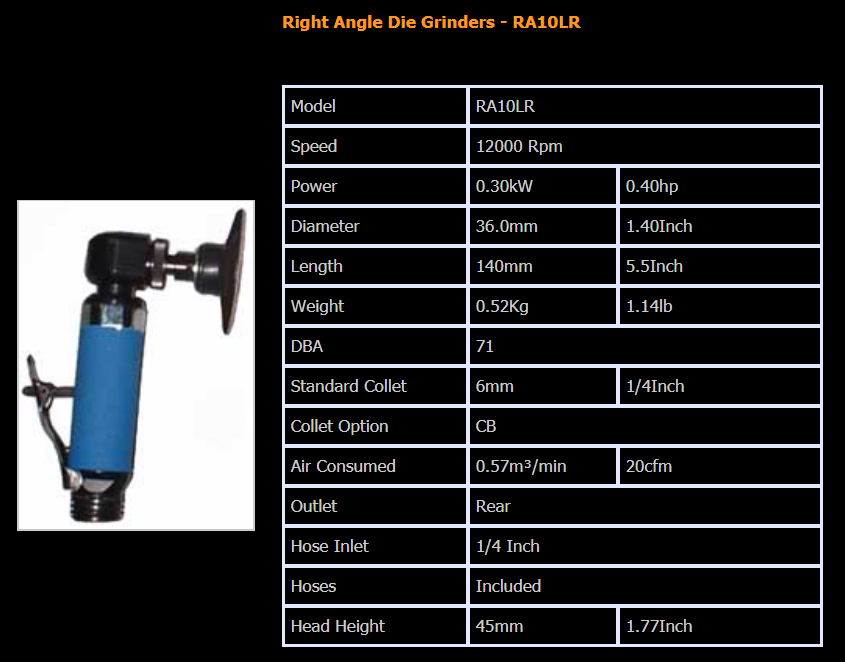 Right Angle Die Grinders - RA10LR
Model RA10LR
Speed 12000 Rpm
Power 0.30kW 0.40hp
Diameter 36.0mm 1.40Inch
Length 140mm 5.5Inch
Weight 0.52Kg 1.14lb
DBA 71
Standard Collet 6mm 1/4Inch
Collet Option CB
Air Consumed 0.57m³/min 20cfm
Outlet Rear
Hose Inlet 1/4 Inch
Hoses Included
Head Height 45mm 1.77Inch